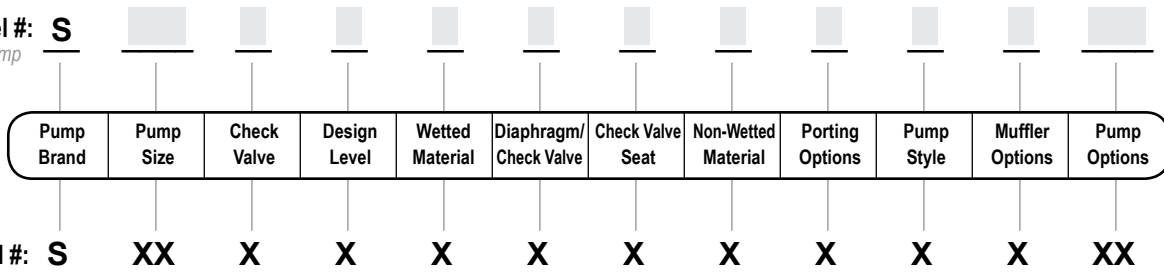 el #: S
mp
Pump Brand Pump Size Check Valve Design Level Wetted Material Diaphragm/ Check Valve Check Valve Seat Non-Wetted Material Porting Options Pump Style Muffler Options Pump Options
l #: S XX X X X X X X X X X XX